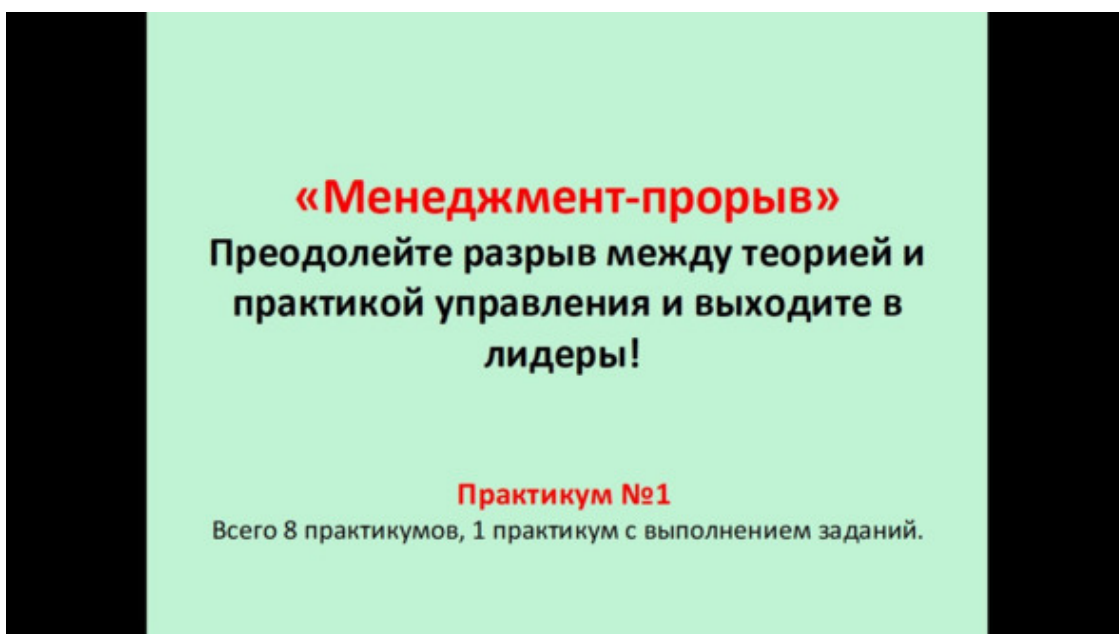 «Менеджмент-прорыв»
Преодолейте разрыв между теорией и
практикой управления и выходите в
лидеры!
Практикум №1
Всего 8 практикумов, 1 практикум с выполнением заданий.